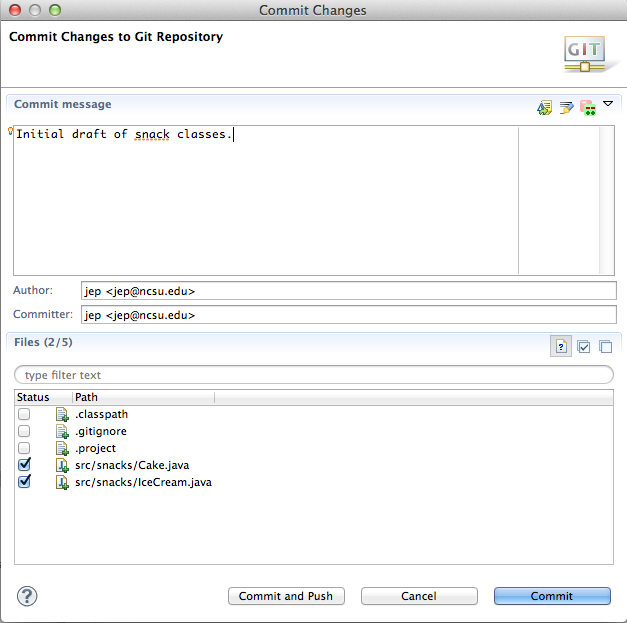 Commit Changes
Commit Changes to Git Repository
GIT
Commit message
Initial draft of snack classes.
Author: jep <jep@ncsu.edu>
Committer: jep <jep@ncsu.edu>
Files (2/5)
type filter text
Status Path
.classpath
.gitignore
.project
src/snacks/Cake.java
src/snacks/IceCream.java
Commit and Push Cancel Commit